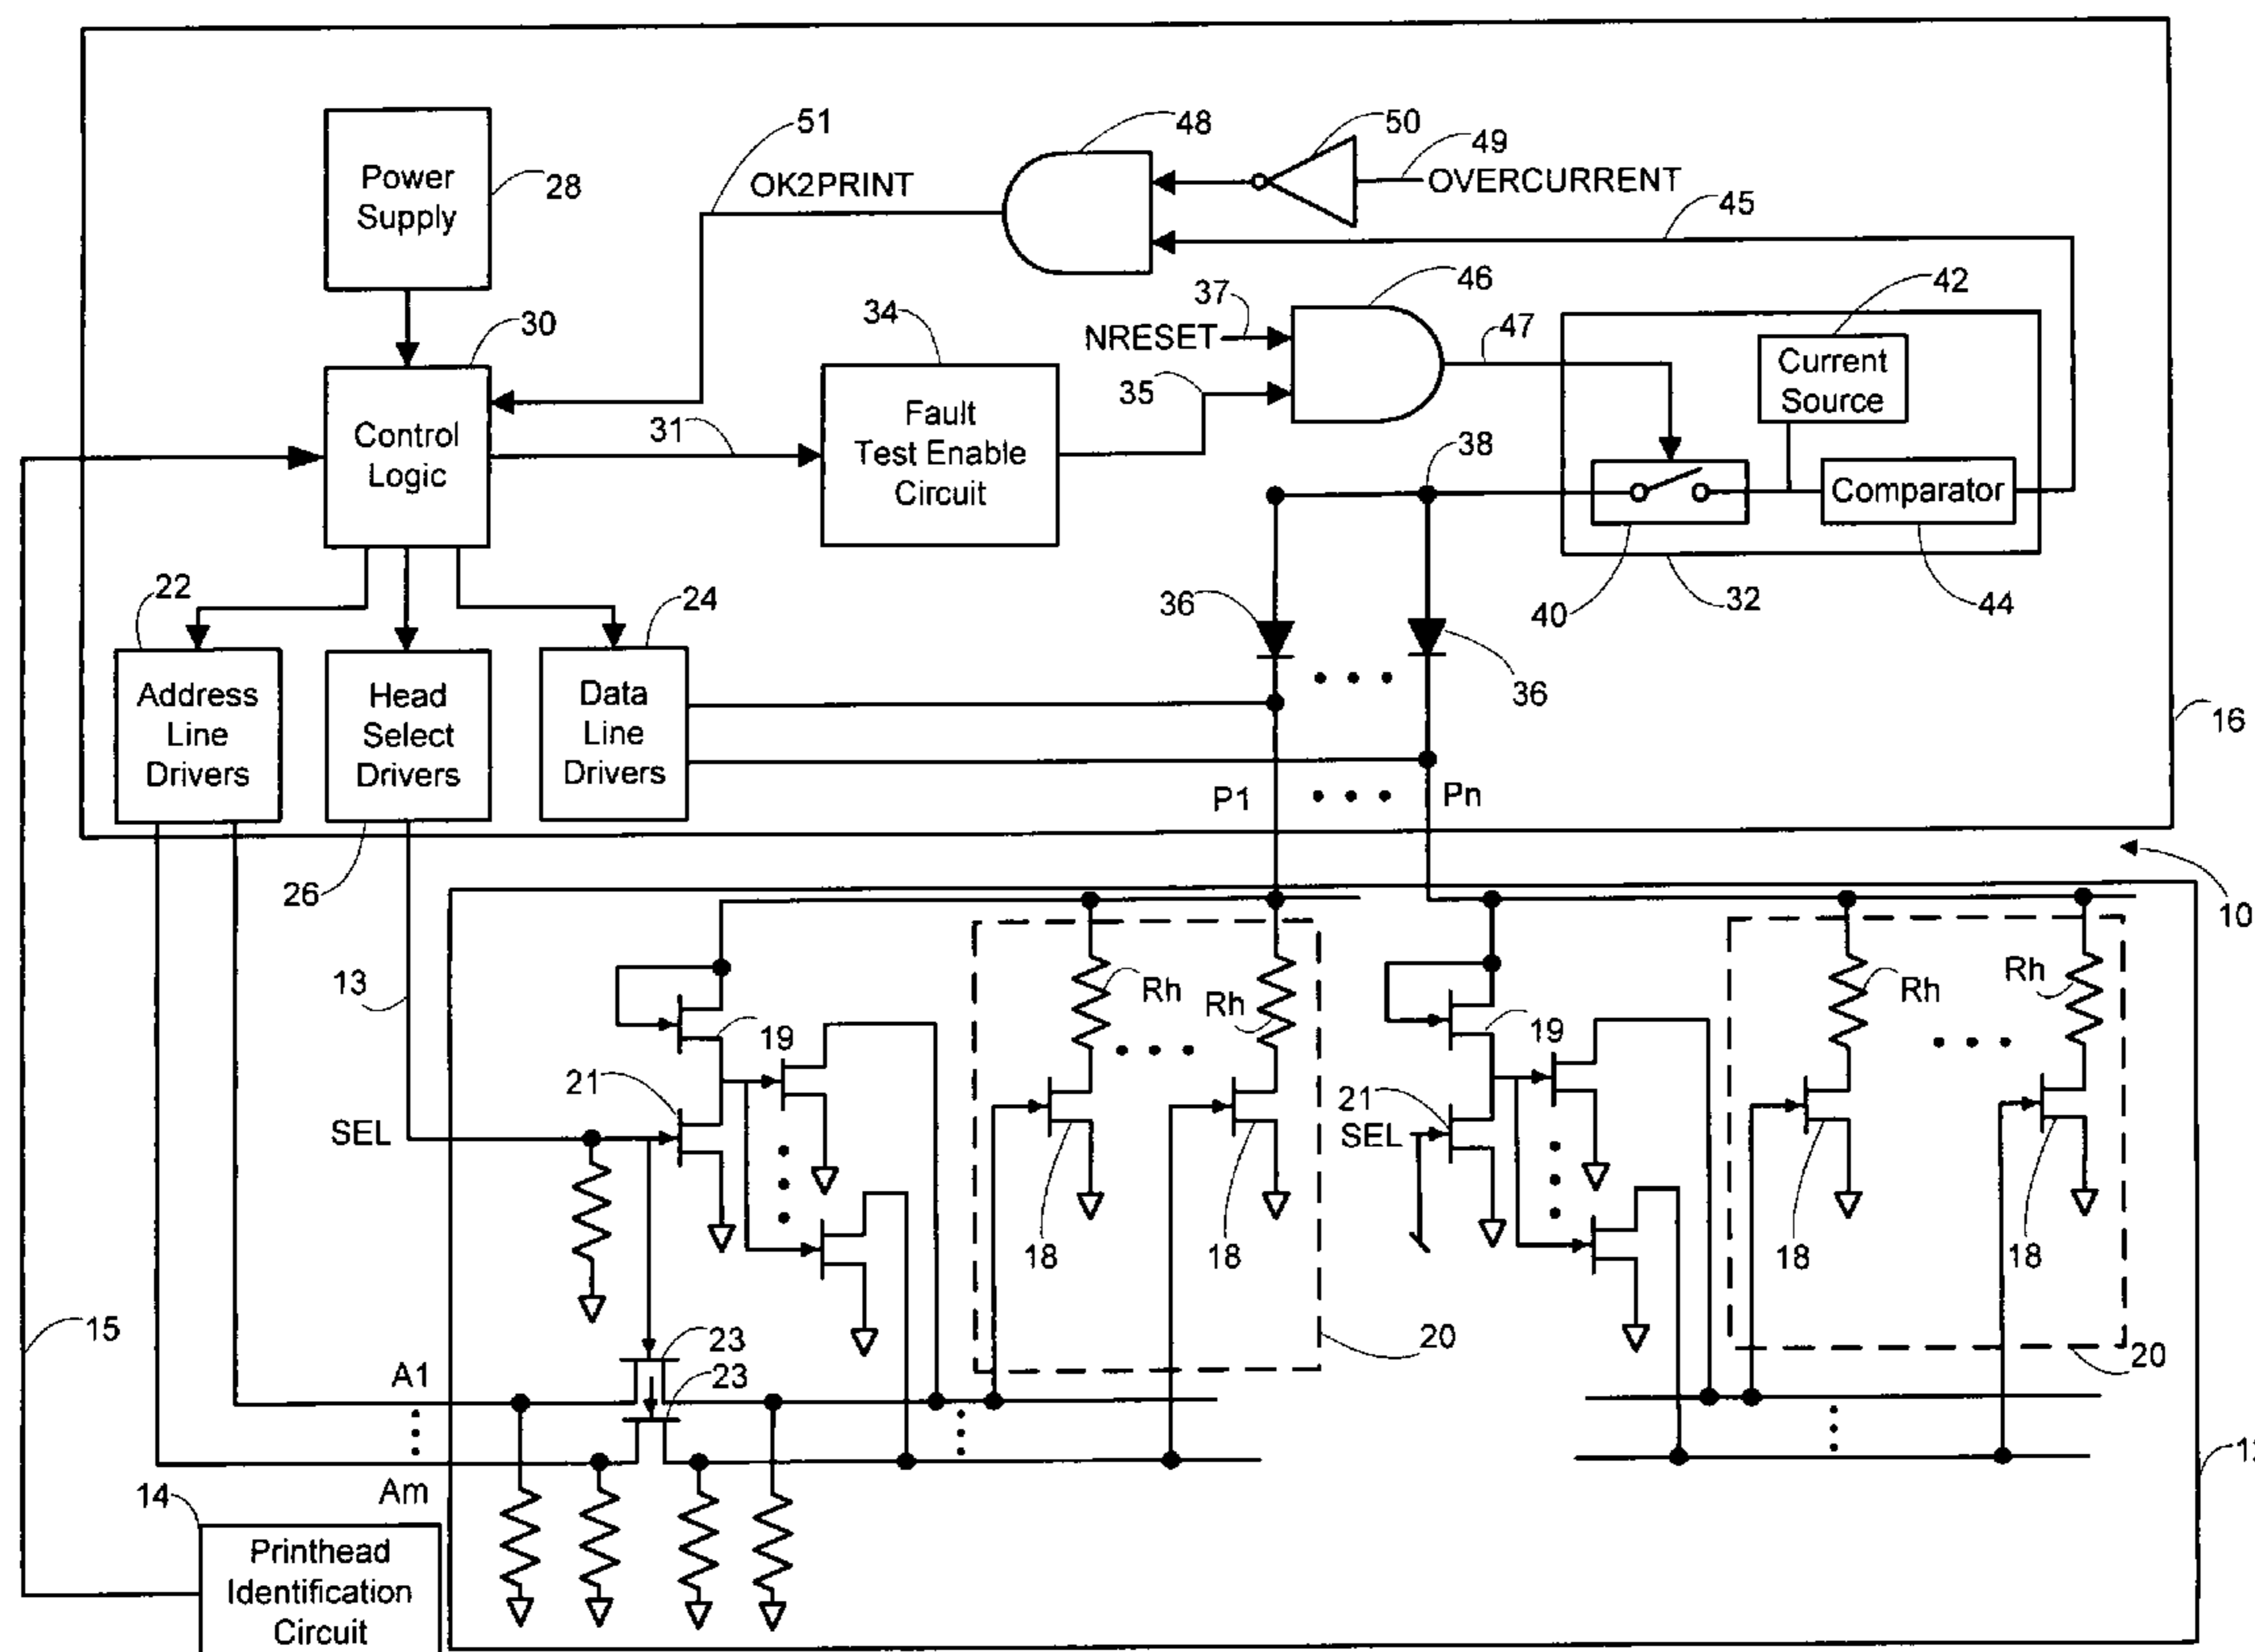 51
48
50
49
OVERCURRENT
OK2PRINT
45
Power
Supply
28
37
46
42
30
34
NRESET
47
Current
Source
35
Control
Logic
31
Fault
Test Enable
Circuit
38
Comparator
22
24
36
36
40
32
44
Address
Line
Drivers
Head
Select
Drivers
Data
Line
Drivers
16
P1
Pn
26
10
13
Rh
Rh
Rh
Rh
19
19
21
21
SEL
SEL
18
18
18
18
15
23
23
20
20
A1
Am
14
Printhead
Identification
Circuit